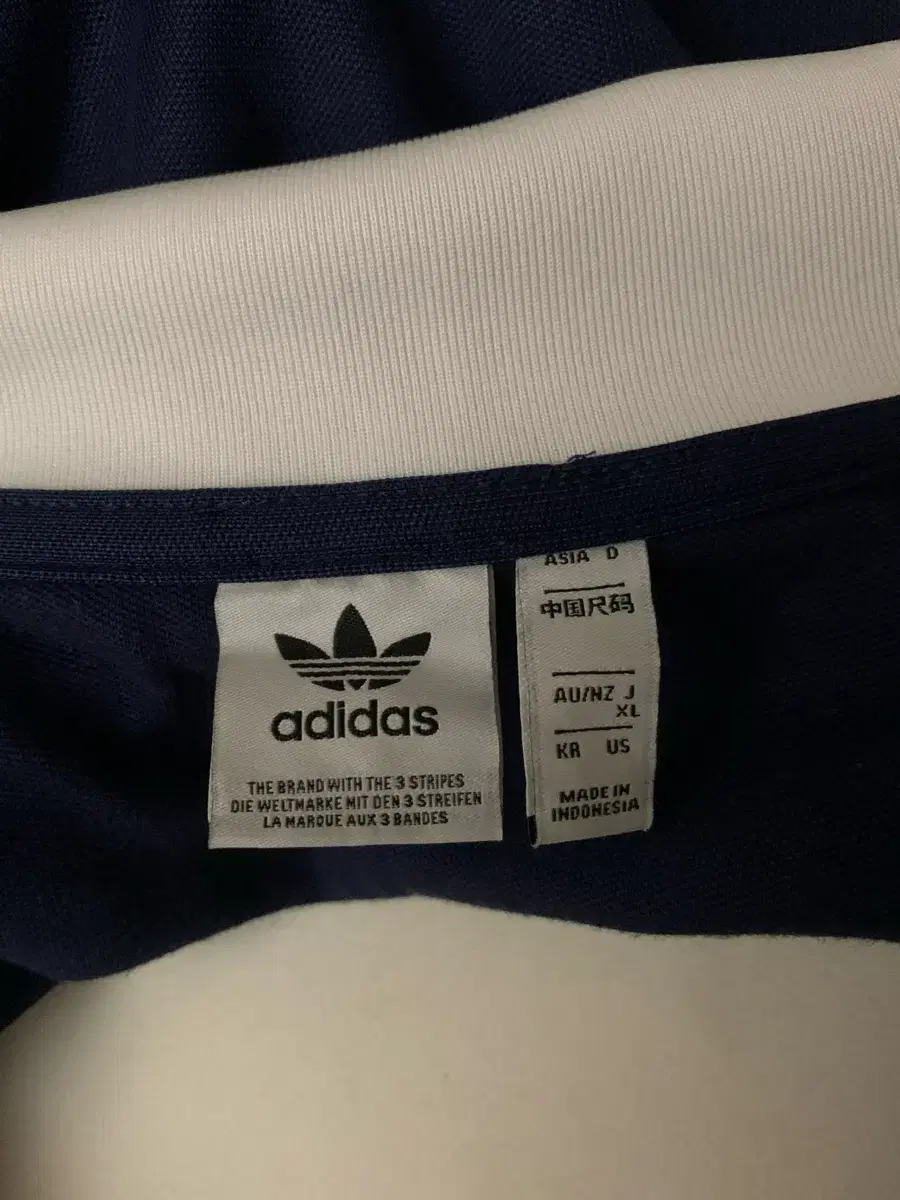 adidas
THE BRAND WITH THE 3 STRIPES
DIE WELTMARKE MIT DEN 3 STREIFEN
LA MARQUE AUX 3 BANDES
ASIA D
中国尺码
AU/NZ J
XL
KR US
MADE IN
INDONESIA